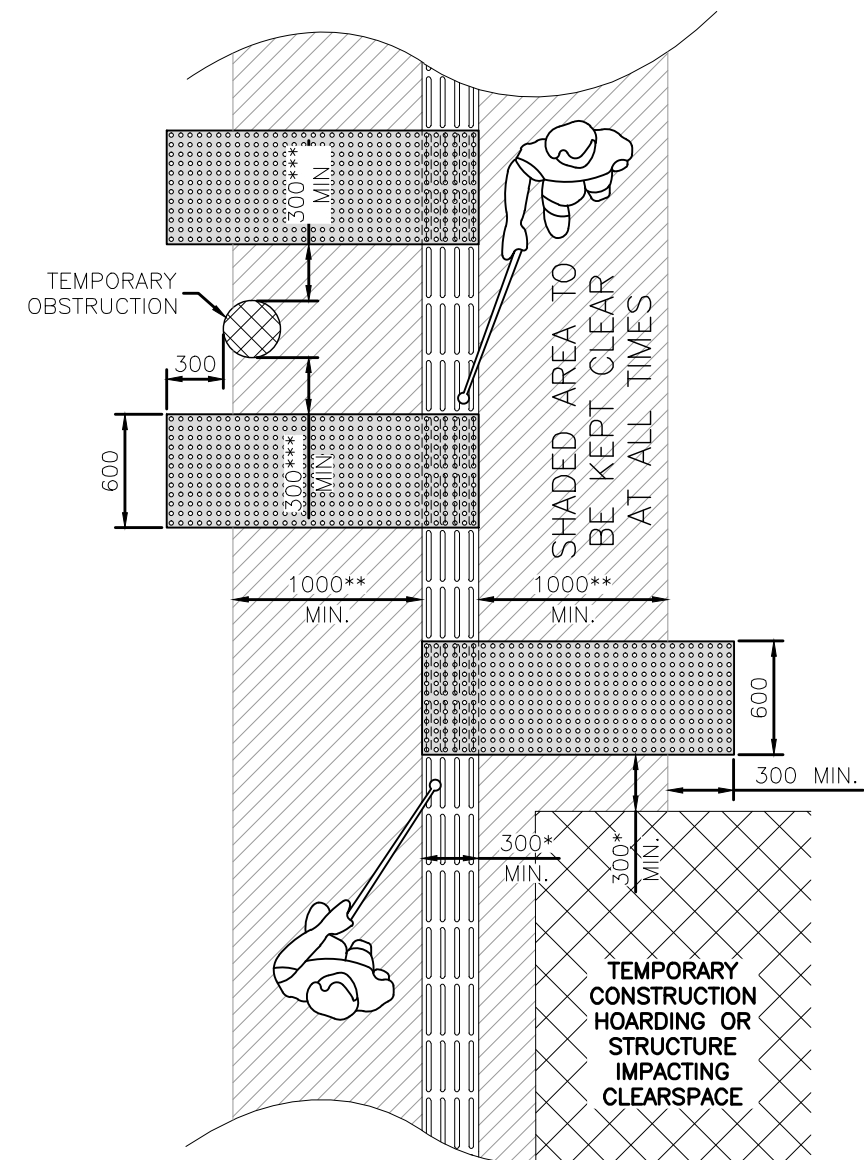 300***
MIN
TEMPORARY
OBSTRUCTION
300
SHADED AREA TO
BE KEPT CLEAR
AT ALL TIMES
600
300***
MIN
1000**
MIN.
1000**
MIN.
600
300 MIN.
300*
MIN.
300*
MIN.
TEMPORARY
CONSTRUCTION
HOARDING OR
STRUCTURE
IMPACTING
CLEARSPACE